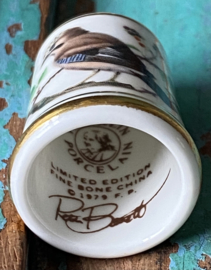 PORCELAIN
LIMITED EDITION
FINE BONE CHINA
1979 F. P.
Peter Barrett